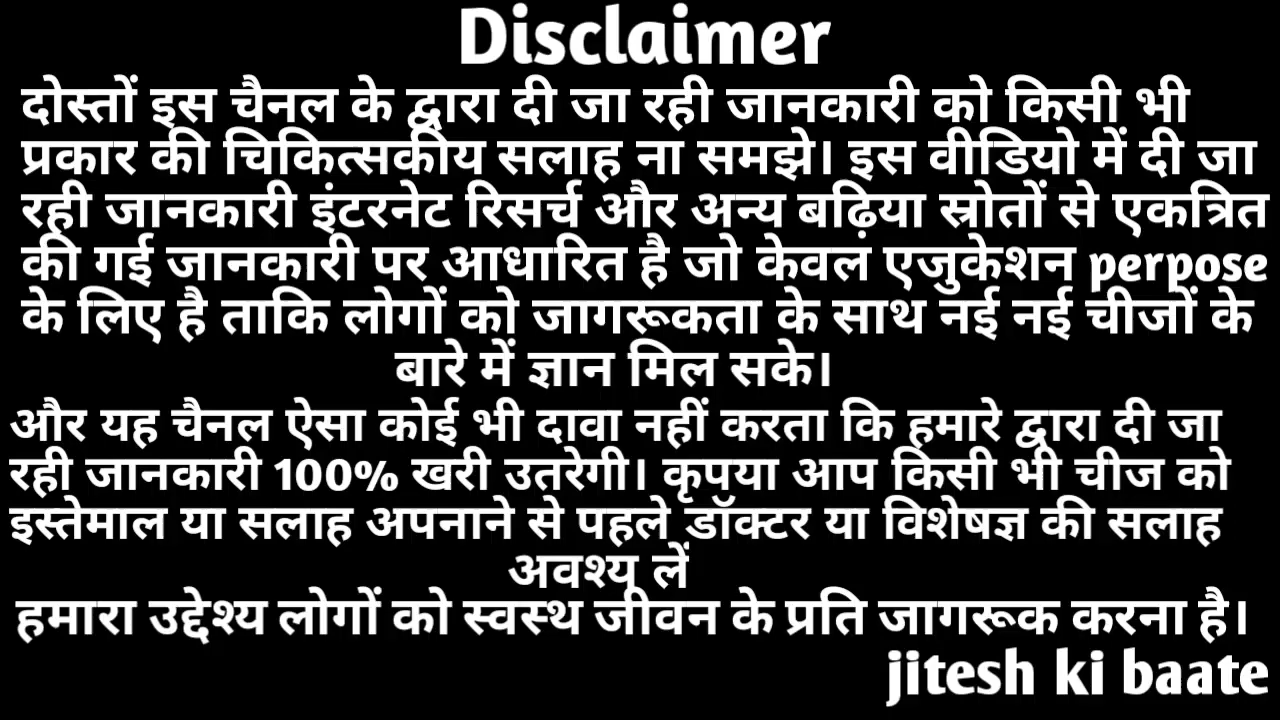 Disclaimer
दोस्तों इस चैनल के द्वारा दी जा रही जानकारी को किसी भी
प्रकार की चिकित्सकीय सलाह ना समझे। इस वीडियो में दी जा
रही जानकारी इंटरनेट रिसर्च और अन्य बढ़िया स्रोतों से एकत्रित
की गई जानकारी पर आधारित है जो केवल एजुकेशन perpose
के लिए है ताकि लोगों को जागरूकता के साथ नई नई चीजों के
बारे में ज्ञान मिल सके।
और यह चैनल ऐसा कोई भी दावा नहीं करता कि हमारे द्वारा दी जा
रही जानकारी 100% खरी उतरेगी। कृपया आप किसी भी चीज को
इस्तेमाल या सलाह अपनाने से पहले डॉक्टर या विशेषज्ञ की सलाह
अवश्य लें
हमारा उद्देश्य लोगों को स्वस्थ जीवन के प्रति जागरूक करना है।
jitesh ki baate